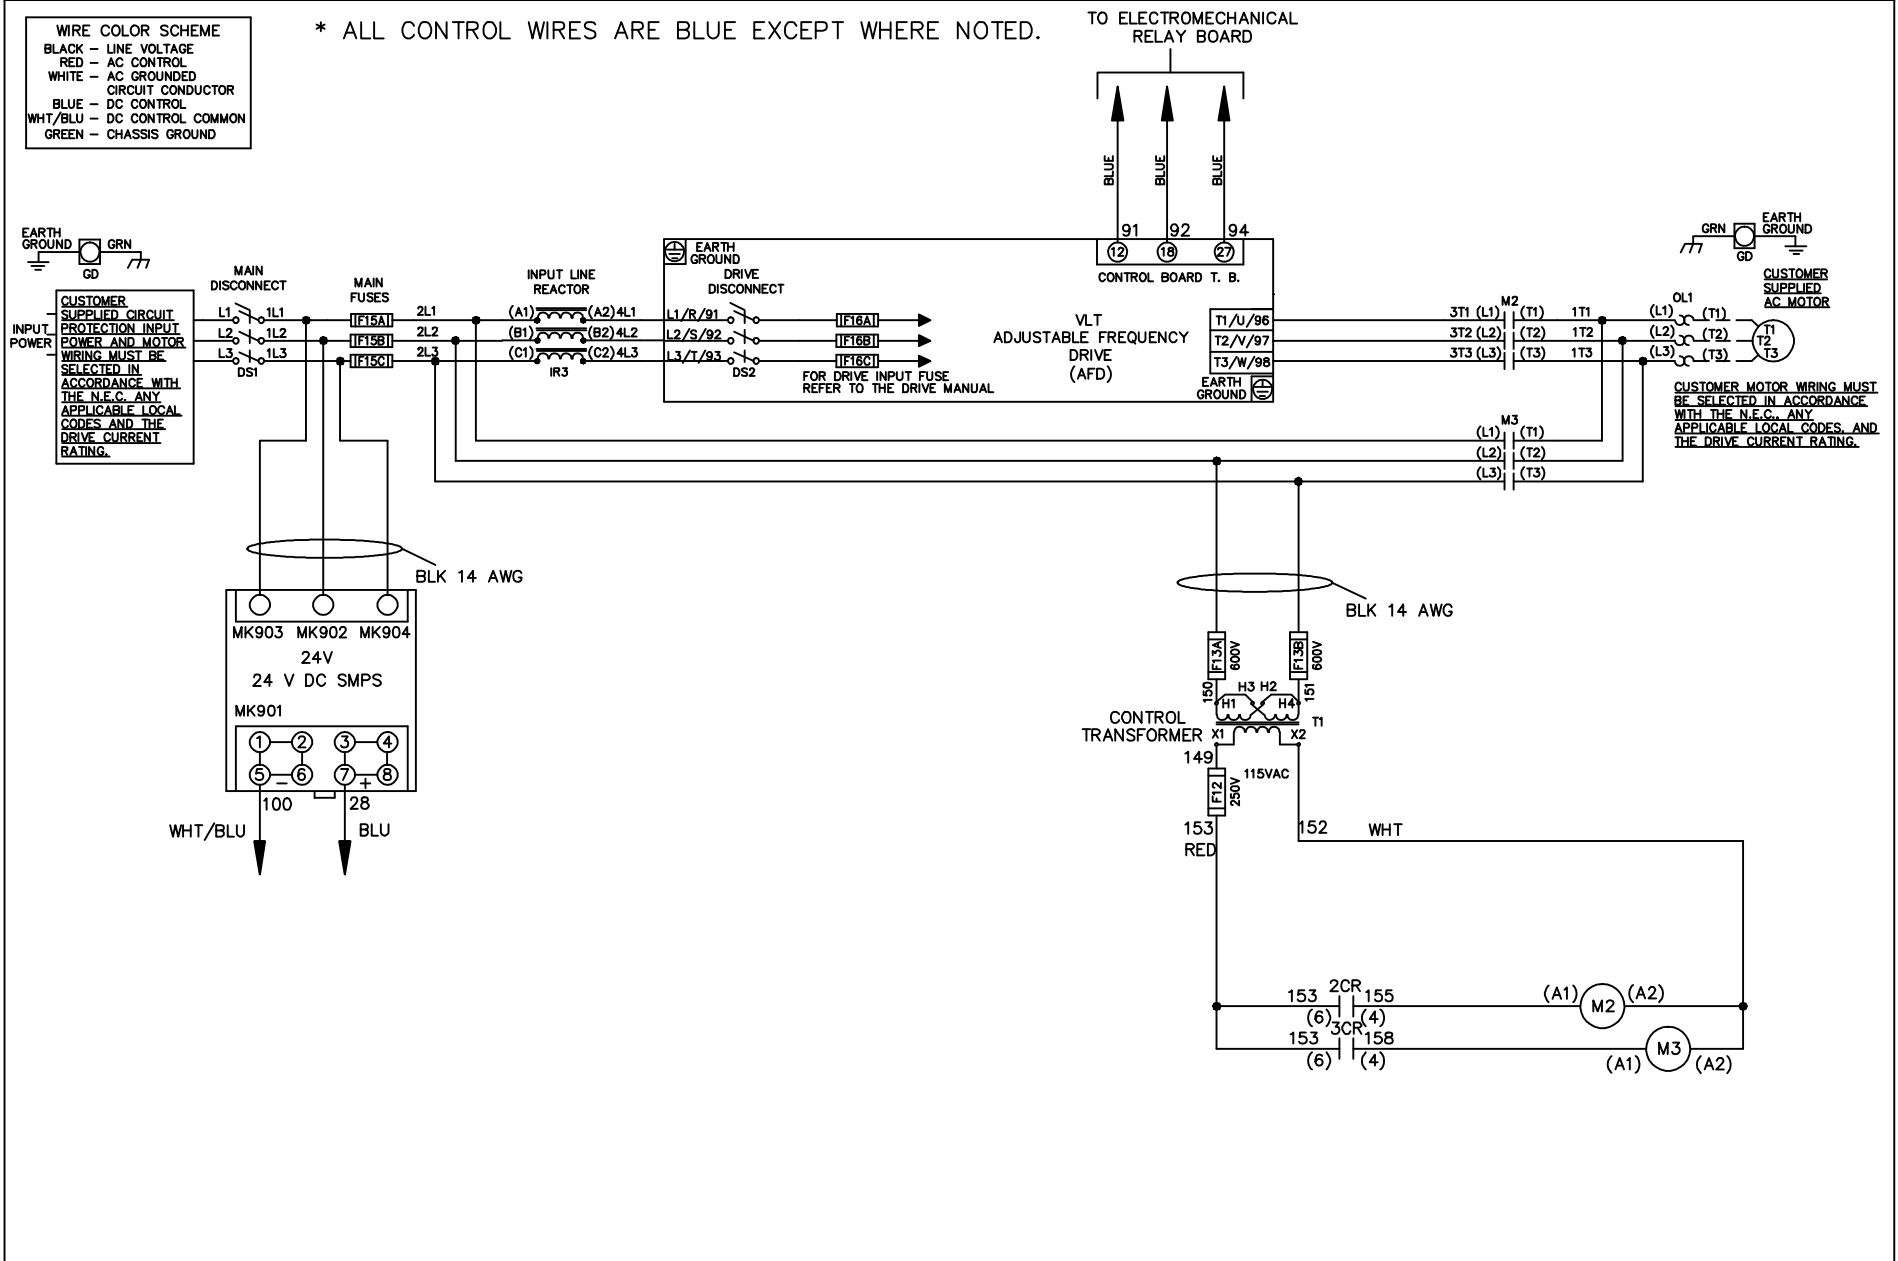 WIRE COLOR SCHEME
BLACK – LINE VOLTAGE
RED – AC CONTROL
WHITE – AC GROUNDED
CIRCUIT CONDUCTOR
BLUE – DC CONTROL
WHT/BLU – DC CONTROL COMMON
GREEN – CHASSIS GROUND
* ALL CONTROL WIRES ARE BLUE EXCEPT WHERE NOTED.
TO ELECTROMECHANICAL
RELAY BOARD
BLUE
BLUE
BLUE
91 92 94
12 18 27
CONTROL BOARD T. B.
EARTH
GROUND
GRN
GD
CUSTOMER
SUPPLIED CIRCUIT
PROTECTION INPUT
POWER AND MOTOR
WIRING MUST BE
SELECTED IN
ACCORDANCE WITH
THE N.E.C. ANY
APPLICABLE LOCAL
CODES AND THE
DRIVE CURRENT
RATING.
INPUT
POWER
MAIN
DISCONNECT
L1 1L1
L2 1L2
L3 1L3
DS1
MAIN
FUSES
F15A
F15B
F15C
2L1
2L2
2L3
INPUT LINE
REACTOR
(A1) (A2) 4L1
(B1) (B2) 4L2
(C1) (C2) 4L3
IR3
EARTH
GROUND
DRIVE
DISCONNECT
L1/R/91
L2/S/92
L3/T/93
DS2
F16A
F16B
F16C
FOR DRIVE INPUT FUSE
REFER TO THE DRIVE MANUAL
VLT
ADJUSTABLE FREQUENCY
DRIVE
(AFD)
T1/U/96
T2/V/97
T3/W/98
EARTH
GROUND
M2
3T1 (L1) (T1) 1T1
3T2 (L2) (T2) 1T2
3T3 (L3) (T3) 1T3
M3
(L1) (T1)
(L2) (T2)
(L3) (T3)
OL1
(L1) (T1)
(L2) (T2)
(L3) (T3)
T1
T2
T3
GRN
GD
EARTH
GROUND
CUSTOMER
SUPPLIED
AC MOTOR
CUSTOMER MOTOR WIRING MUST
BE SELECTED IN ACCORDANCE
WITH THE N.E.C., ANY
APPLICABLE LOCAL CODES, AND
THE DRIVE CURRENT RATING.
BLK 14 AWG
MK903 MK902 MK904
24V
24 V DC SMPS
MK901
1 2 3 4
5 6 7 8
– +
100 28
WHT/BLU BLU
BLK 14 AWG
F13A 600V
F13B 600V
150 151
H1 H3 H2 H4
T1
CONTROL
TRANSFORMER
X1 X2
149
115VAC
F12 250V
153
RED
152 WHT
153 2CR 155
(6) (4)
(A1) M2 (A2)
153 3CR 158
(6) (4)
(A1) M3 (A2)